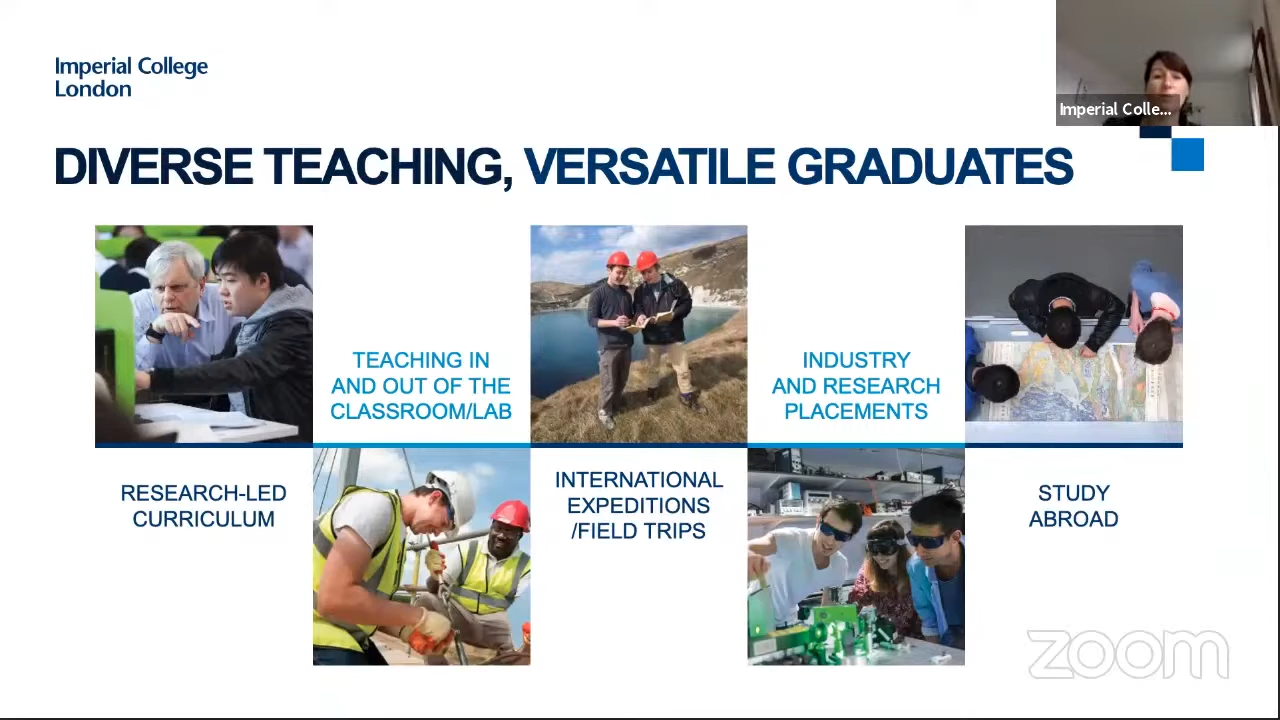 Imperial College
London
Imperial Colle...
DIVERSE TEACHING, VERSATILE GRADUATES
TEACHING IN
AND OUT OF THE
CLASSROOM/LAB
INDUSTRY
AND RESEARCH
PLACEMENTS
RESEARCH-LED
CURRICULUM
INTERNATIONAL
EXPEDITIONS
/FIELD TRIPS
STUDY
ABROAD
zoom